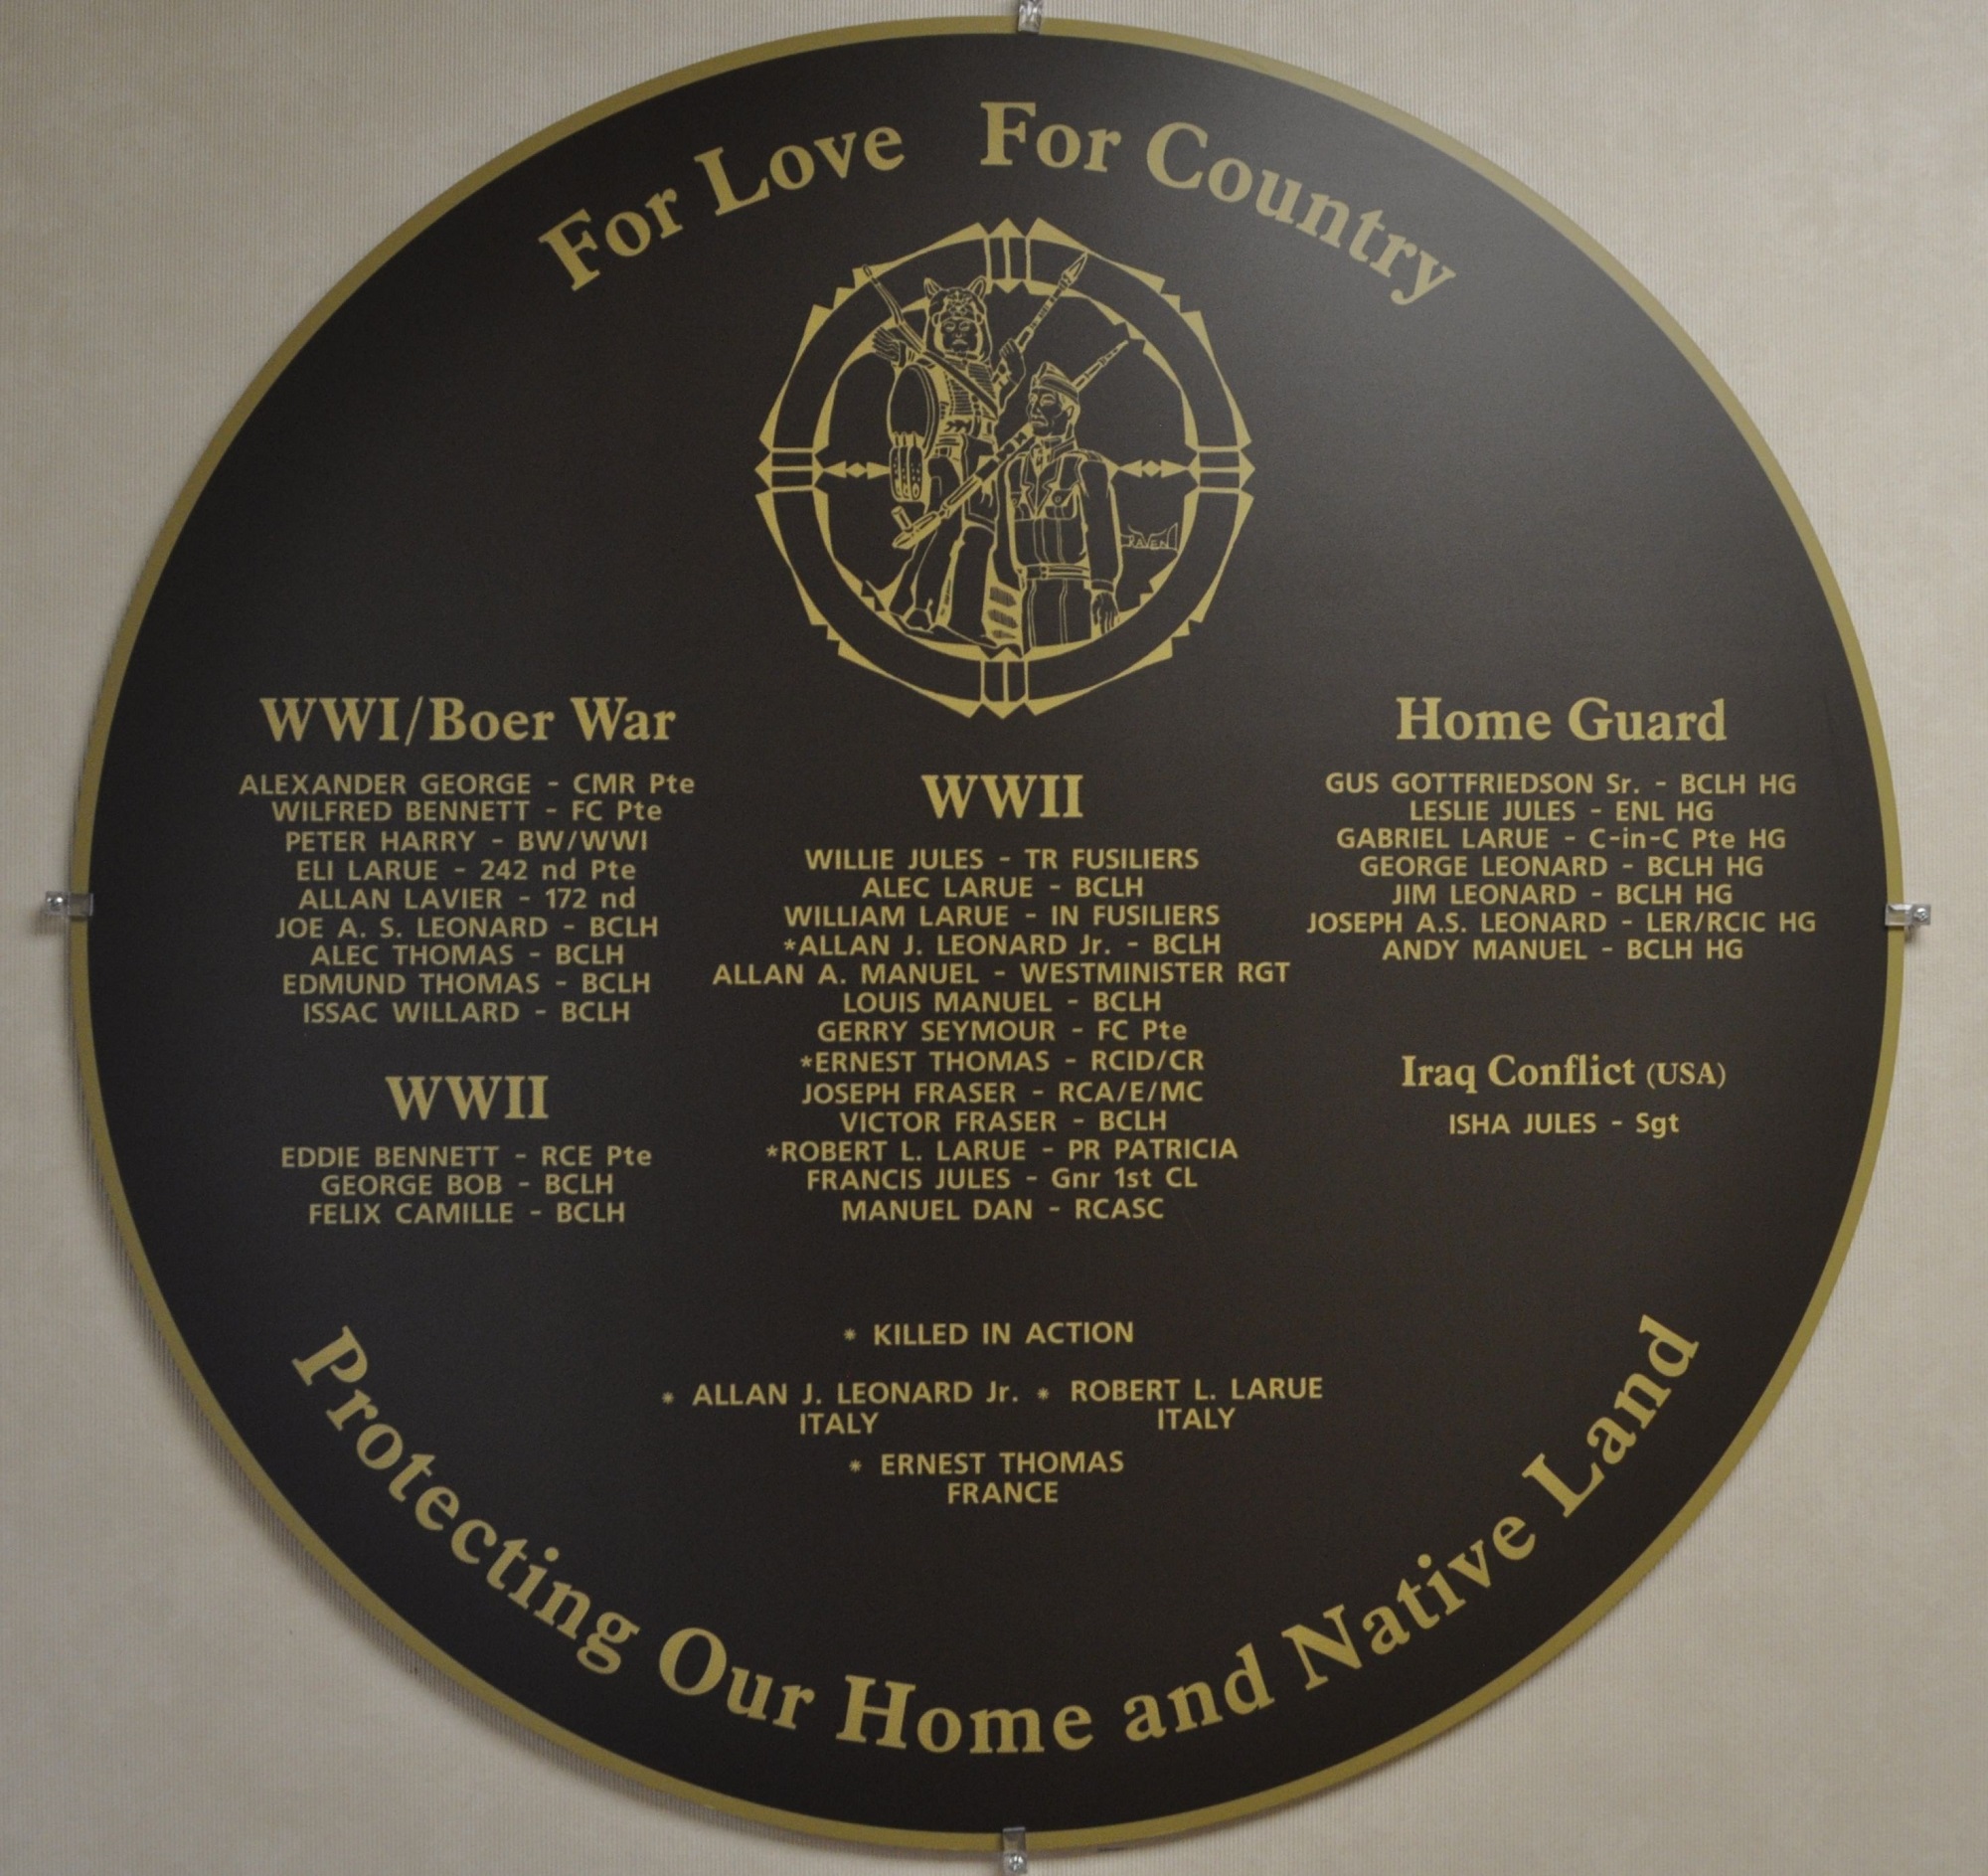 For Love For Country
RAVEN
WWI/Boer War
ALEXANDER GEORGE - CMR Pte
WILFRED BENNETT - FC Pte
PETER HARRY - BW/WWI
ELI LARUE - 242 nd Pte
ALLAN LAVIER - 172 nd
JOE A. S. LEONARD - BCLH
ALEC THOMAS - BCLH
EDMUND THOMAS - BCLH
ISSAC WILLARD - BCLH
WWII
EDDIE BENNETT - RCE Pte
GEORGE BOB - BCLH
FELIX CAMILLE - BCLH
WWII
WILLIE JULES - TR FUSILIERS
ALEC LARUE - BCLH
WILLIAM LARUE - IN FUSILIERS
*ALLAN J. LEONARD Jr. - BCLH
ALLAN A. MANUEL - WESTMINISTER RGT
LOUIS MANUEL - BCLH
GERRY SEYMOUR - FC Pte
*ERNEST THOMAS - RCID/CR
JOSEPH FRASER - RCA/E/MC
VICTOR FRASER - BCLH
*ROBERT L. LARUE - PR PATRICIA
FRANCIS JULES - Gnr 1st CL
MANUEL DAN - RCASC
Home Guard
GUS GOTTFRIEDSON Sr. - BCLH HG
LESLIE JULES - ENL HG
GABRIEL LARUE - C-in-C Pte HG
GEORGE LEONARD - BCLH HG
JIM LEONARD - BCLH HG
JOSEPH A.S. LEONARD - LER/RCIC HG
ANDY MANUEL - BCLH HG
Iraq Conflict (USA)
ISHA JULES - Sgt
* KILLED IN ACTION
* ALLAN J. LEONARD Jr. * ROBERT L. LARUE
ITALY ITALY
* ERNEST THOMAS
FRANCE
Protecting Our Home and Native Land